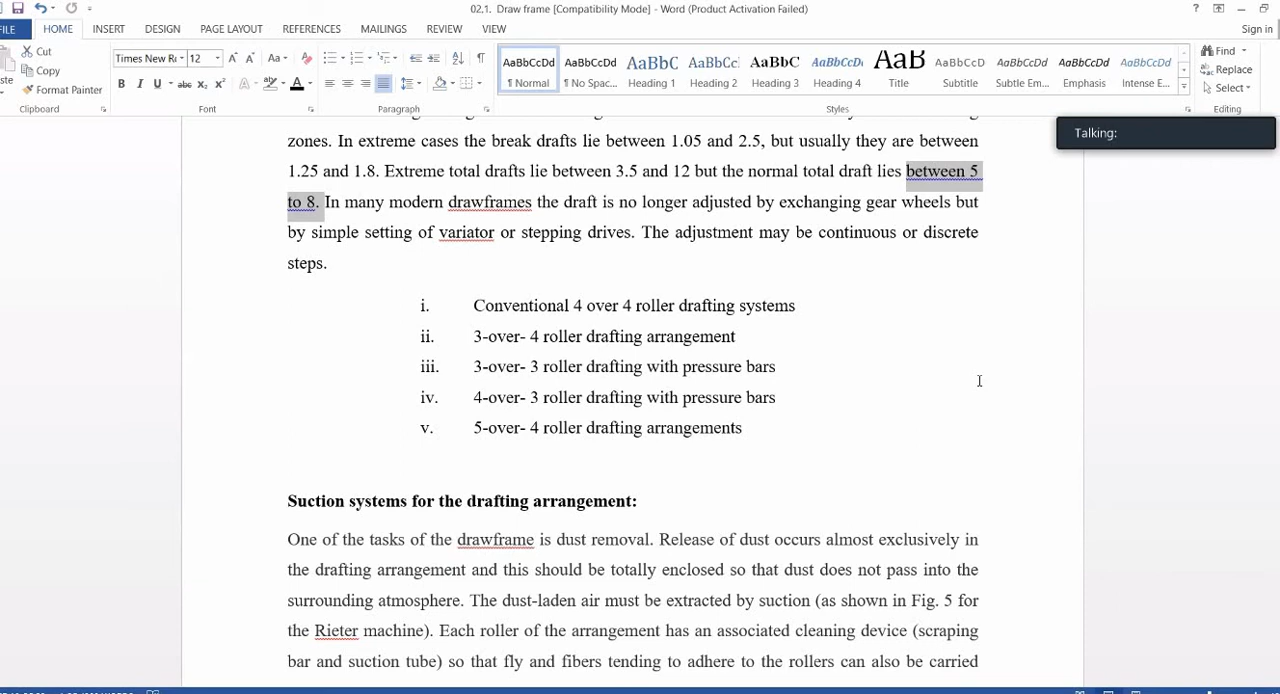 02.1. Draw frame [Compatibility Mode] - Word (Product Activation Failed)
FILE HOME INSERT DESIGN PAGE LAYOUT REFERENCES MAILINGS REVIEW VIEW Sign in
Cut
Copy
Format Painter
Clipboard
Times New R 12
Font
Paragraph
AaBbCcDd AaBbCcDd AaBbC AaBbCc AaBbC AaBbCcD AaB AaBbCcD AaBbCcDd AaBbCcDd AaBbCcDd
¶ Normal ¶ No Spac... Heading 1 Heading 2 Heading 3 Heading 4 Title Subtitle Subtle Em... Emphasis Intense E...
Styles
Find
Replace
Select
Editing
Talking:
zones. In extreme cases the break drafts lie between 1.05 and 2.5, but usually they are between
1.25 and 1.8. Extreme total drafts lie between 3.5 and 12 but the normal total draft lies between 5
to 8. In many modern drawframes the draft is no longer adjusted by exchanging gear wheels but
by simple setting of variator or stepping drives. The adjustment may be continuous or discrete
steps.
i. Conventional 4 over 4 roller drafting systems
ii. 3-over- 4 roller drafting arrangement
iii. 3-over- 3 roller drafting with pressure bars
iv. 4-over- 3 roller drafting with pressure bars
v. 5-over- 4 roller drafting arrangements
Suction systems for the drafting arrangement:
One of the tasks of the drawframe is dust removal. Release of dust occurs almost exclusively in
the drafting arrangement and this should be totally enclosed so that dust does not pass into the
surrounding atmosphere. The dust-laden air must be extracted by suction (as shown in Fig. 5 for
the Rieter machine). Each roller of the arrangement has an associated cleaning device (scraping
bar and suction tube) so that fly and fibers tending to adhere to the rollers can also be carried